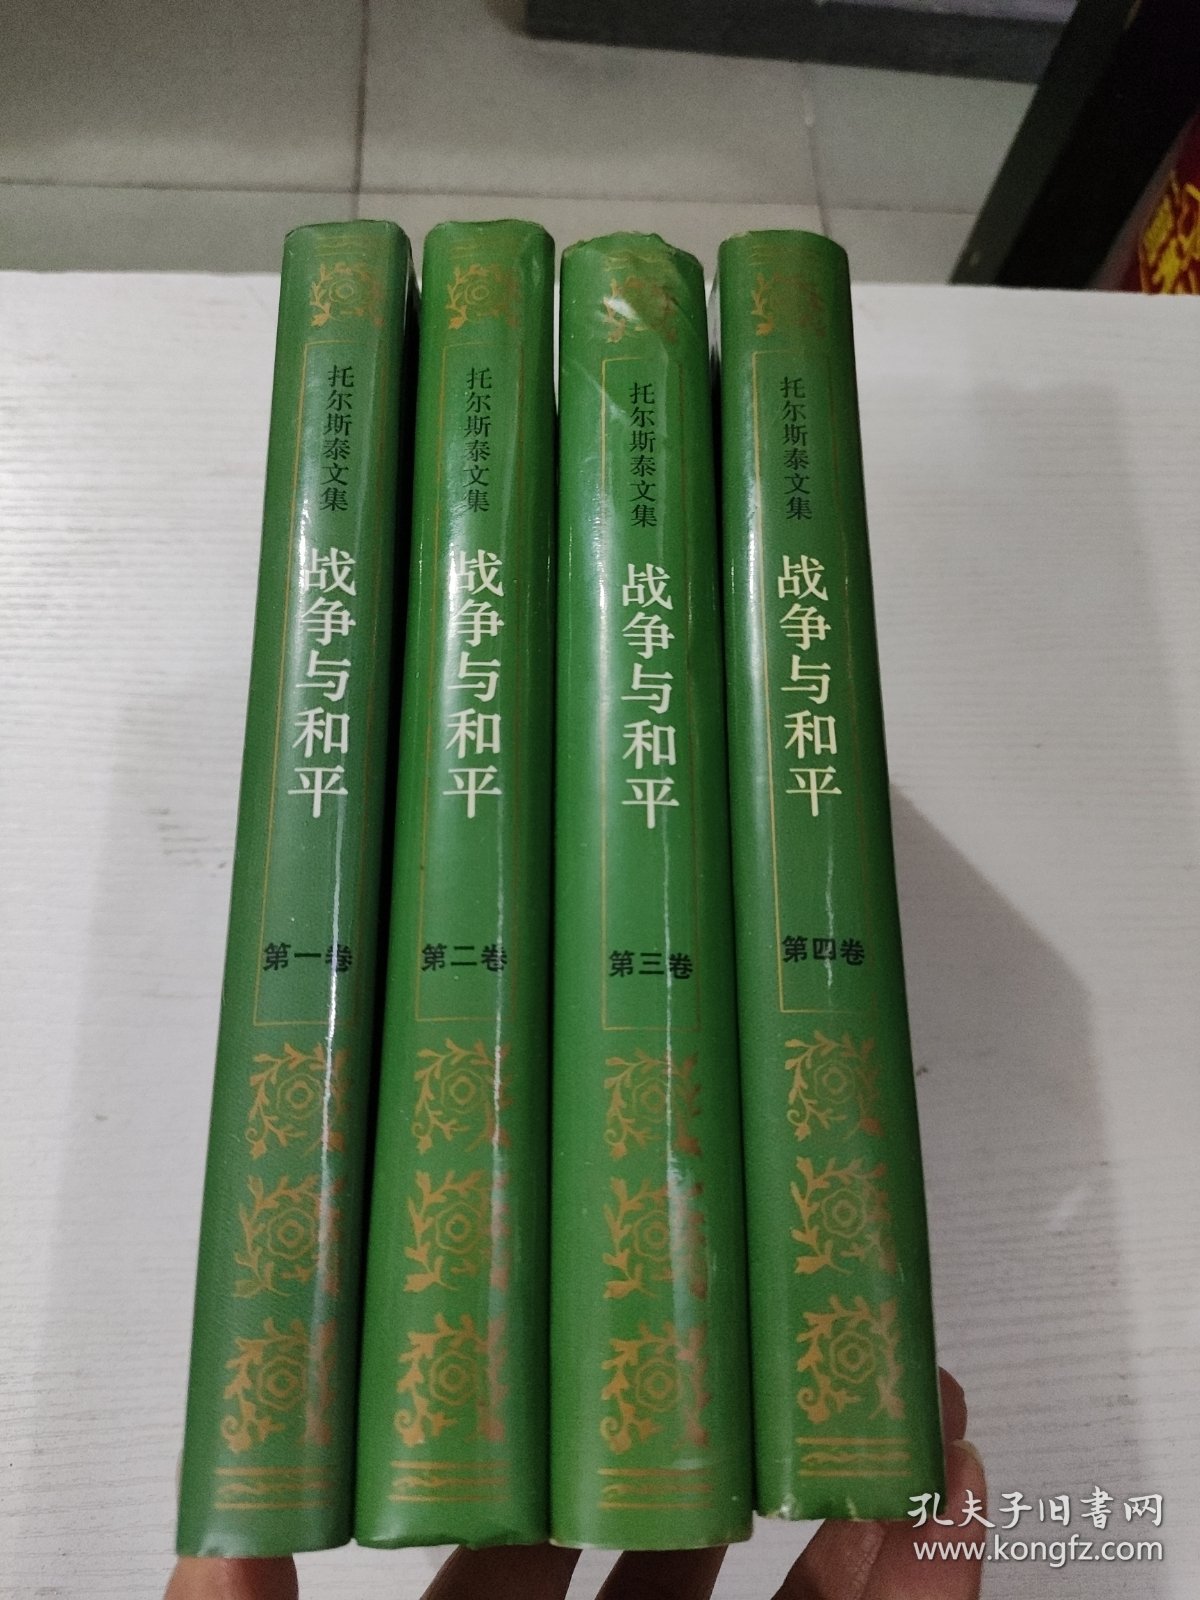 托尔斯泰文集
战争与和平
第一卷
托尔斯泰文集
战争与和平
第二卷
托尔斯泰文集
战争与和平
第三卷
托尔斯泰文集
战争与和平
第四卷
孔夫子旧书网
www.kongfz.com